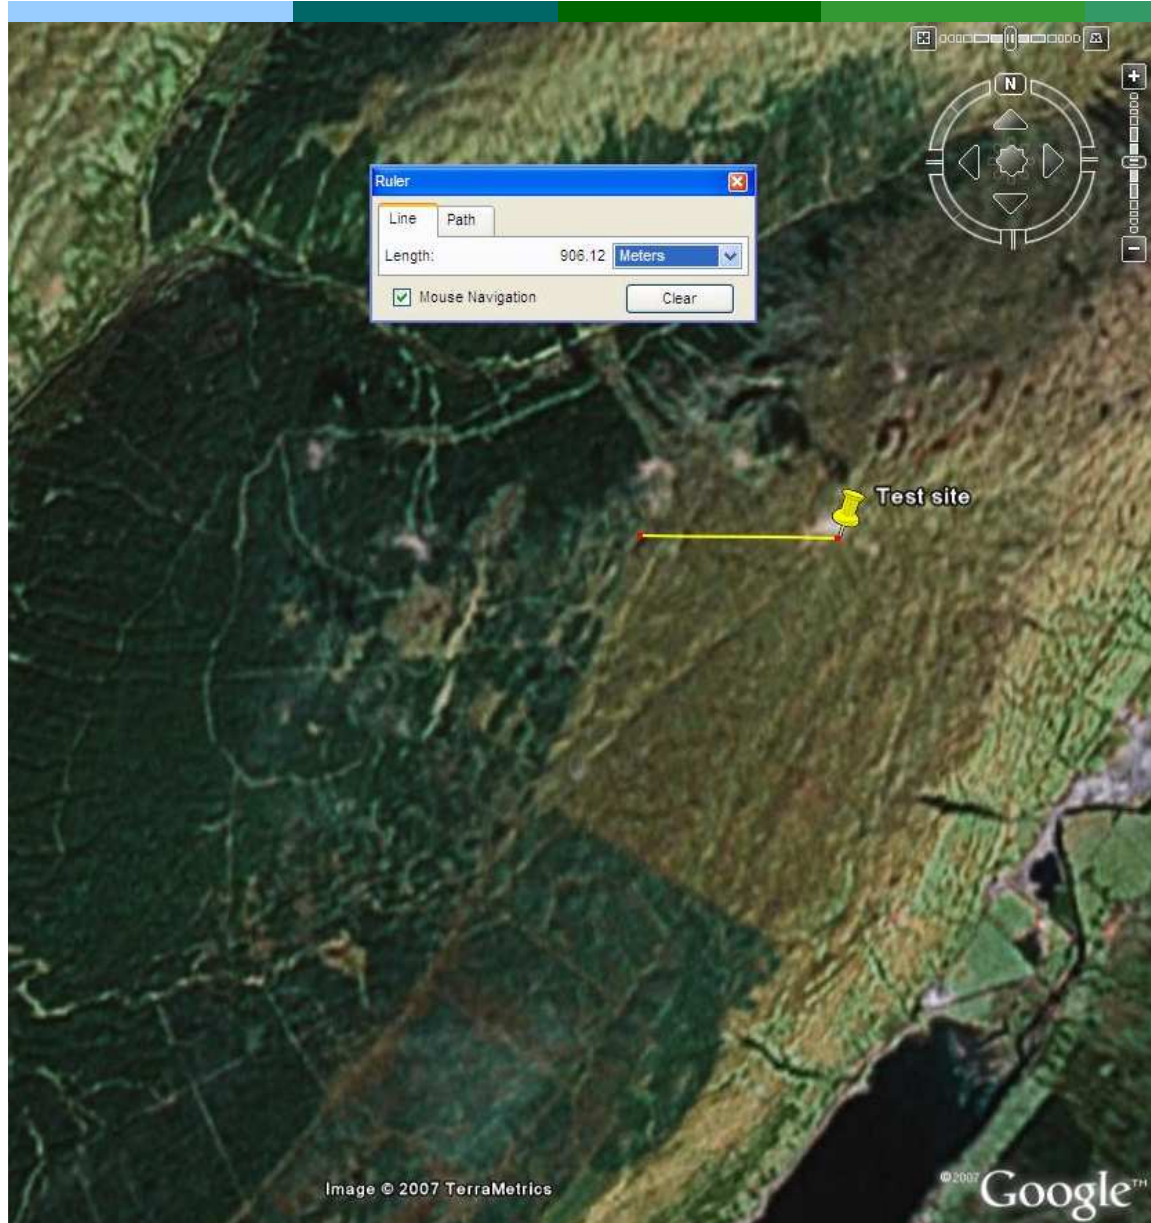 N
Ruler
Line Path
Length: 906.12 Meters
Mouse Navigation Clear
Test site
Image © 2007 TerraMetrics
©2007 Google™